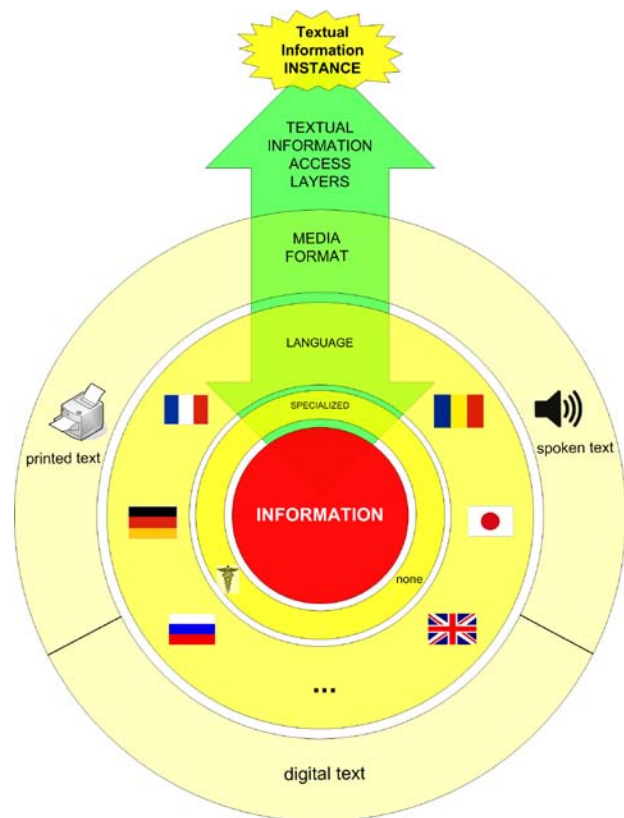 Textual
Information
INSTANCE
TEXTUAL
INFORMATION
ACCESS
LAYERS
MEDIA
FORMAT
LANGUAGE
SPECIALIZED
printed text
spoken text
INFORMATION
none
...
digital text